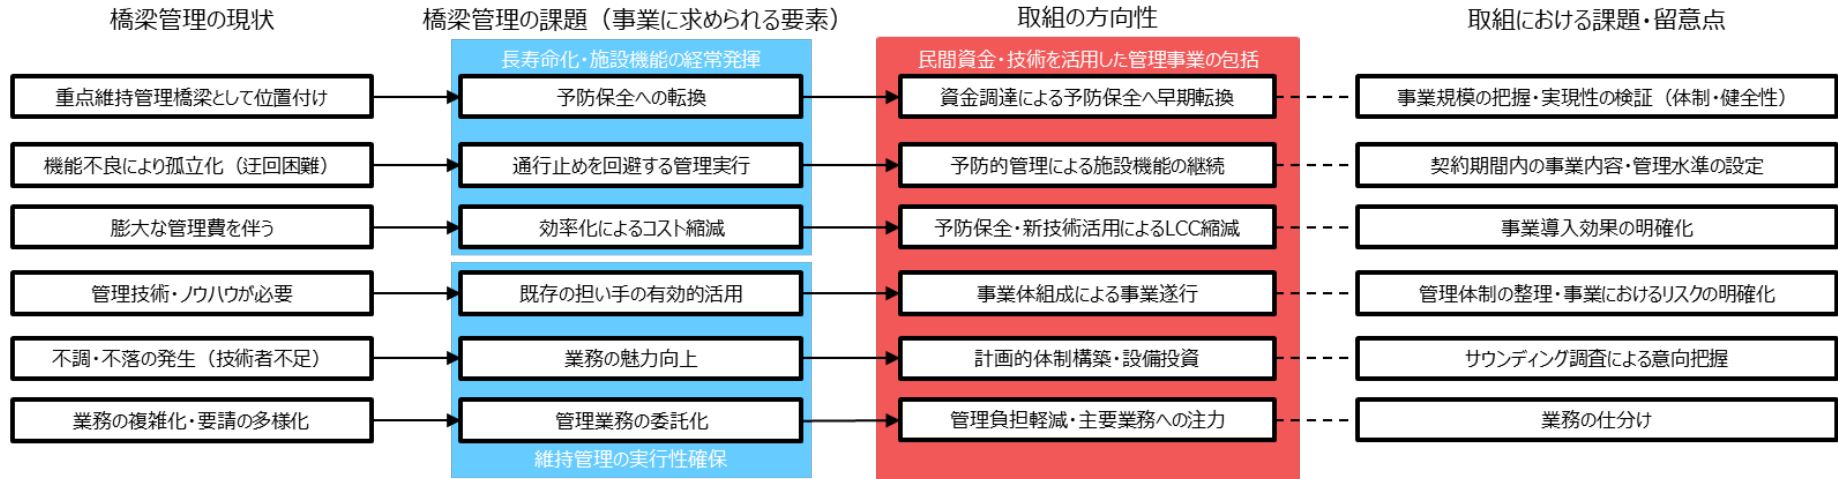 橋梁管理の現状
橋梁管理の課題（事業に求められる要素）
取組の方向性
取組における課題・留意点
長寿命化・施設機能の経常発揮
民間資金・技術を活用した管理事業の包括
重点維持管理橋梁として位置付け
予防保全への転換
資金調達による予防保全へ早期転換
事業規模の把握・実現性の検証（体制・健全性）
機能不良により孤立化（迂回困難）
通行止めを回避する管理実行
予防的管理による施設機能の継続
契約期間内の事業内容・管理水準の設定
膨大な管理費を伴う
効率化によるコスト縮減
予防保全・新技術活用によるLCC縮減
事業導入効果の明確化
管理技術・ノウハウが必要
既存の担い手の有効的活用
事業体組成による事業遂行
管理体制の整理・事業におけるリスクの明確化
不調・不落の発生（技術者不足）
業務の魅力向上
計画的体制構築・設備投資
サウンディング調査による意向把握
業務の複雑化・要請の多様化
管理業務の委託化
管理負担軽減・主要業務への注力
業務の仕分け
維持管理の実行性確保